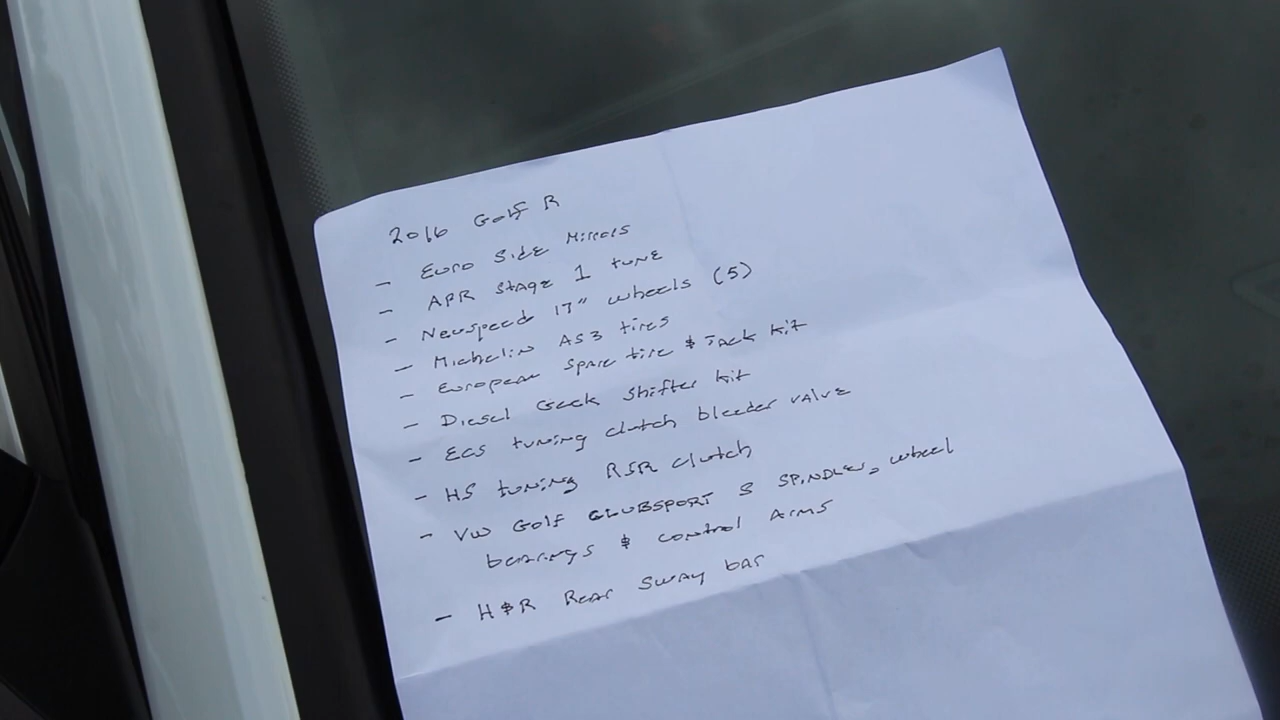 2016 Golf R
- Euro Side Mirrors
- APR Stage 1 tune
- Neuspeed 17" wheels (5)
- Michelin AS3 tires
- European spare tire & Jack kit
- Diesel Geek shifter kit
- ECS tuning clutch bleeder valve
- HS tuning RSR clutch
- VW Golf CLUBSPORT S SPINDLES, wheel
bearings & control Arms
- H&R Rear Sway bar